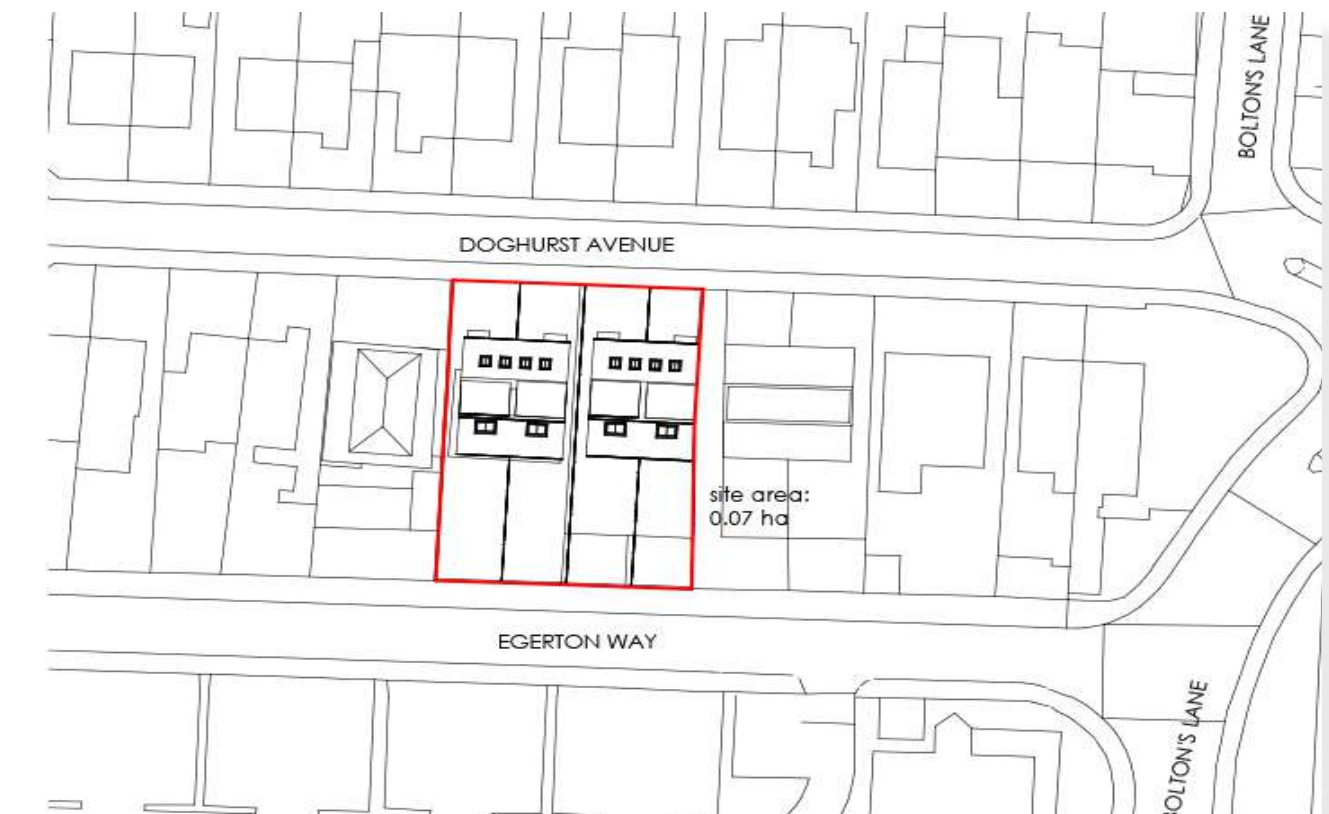 BOLTON'S LANE
DOGHURST AVENUE
site area:
0.07 ha
EGERTON WAY
BOLTON'S LANE